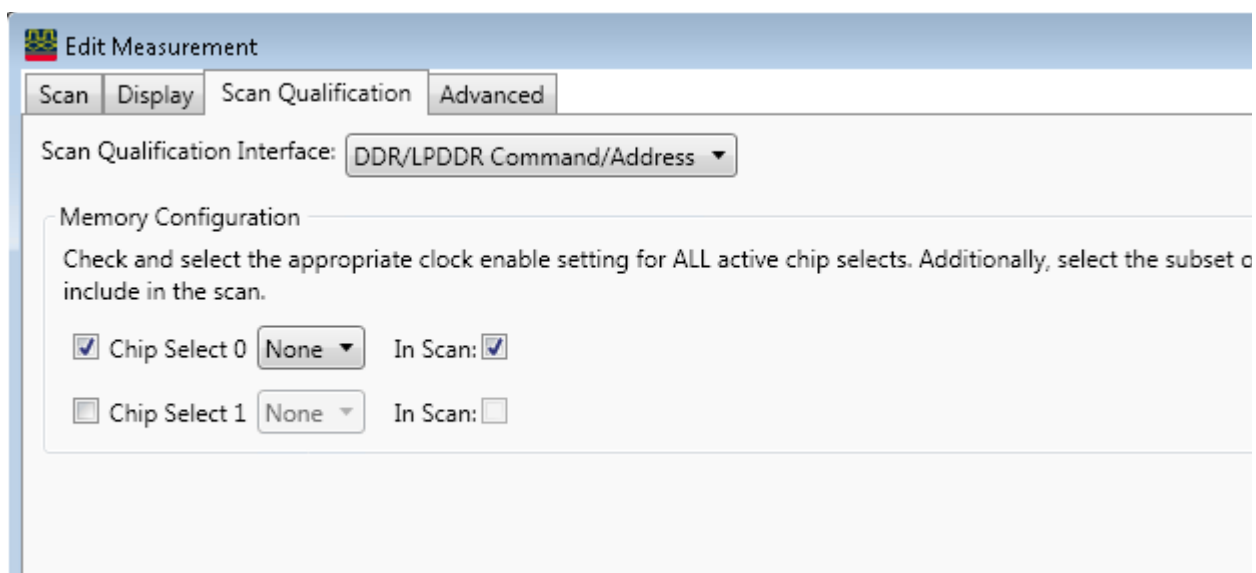 Edit Measurement
Scan Display Scan Qualification Advanced
Scan Qualification Interface: DDR/LPDDR Command/Address
Memory Configuration
Check and select the appropriate clock enable setting for ALL active chip selects. Additionally, select the subset
include in the scan.
Chip Select 0 None In Scan:
Chip Select 1 None In Scan: